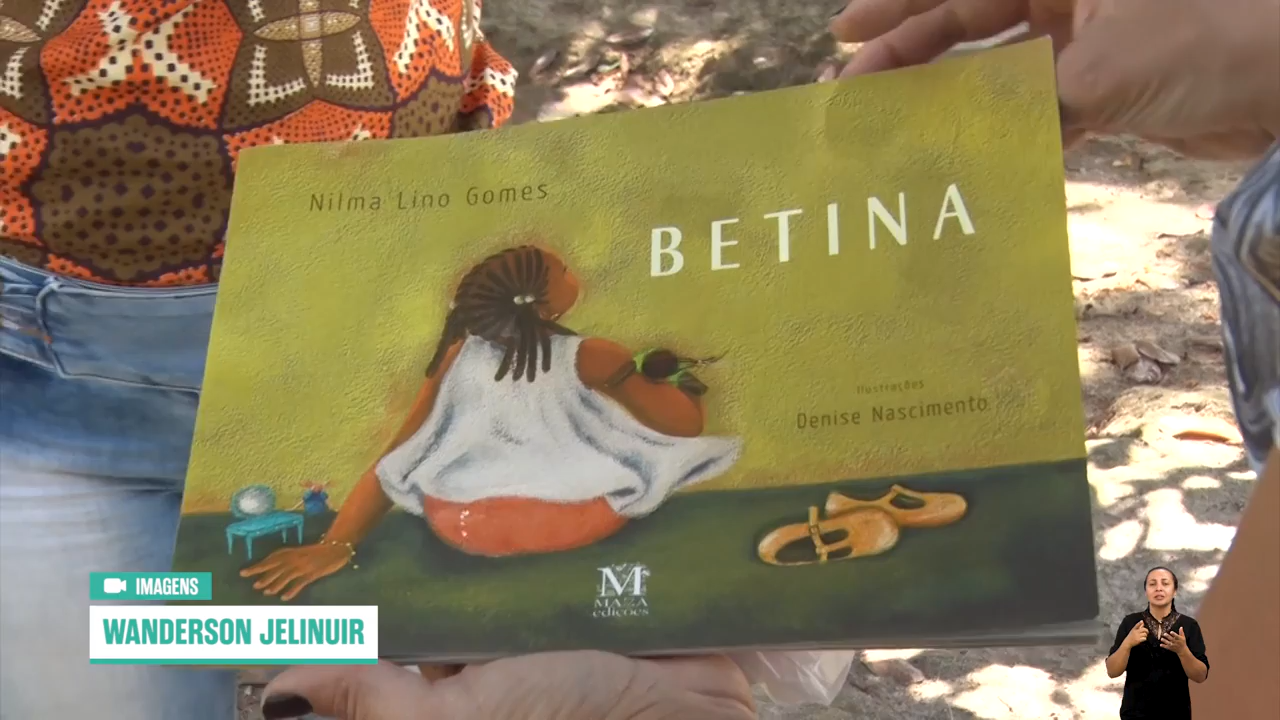 Nilma Lino Gomes
BETINA
Ilustrações
Denise Nascimento
M
MAZA
edições
IMAGENS
WANDERSON JELINUIR